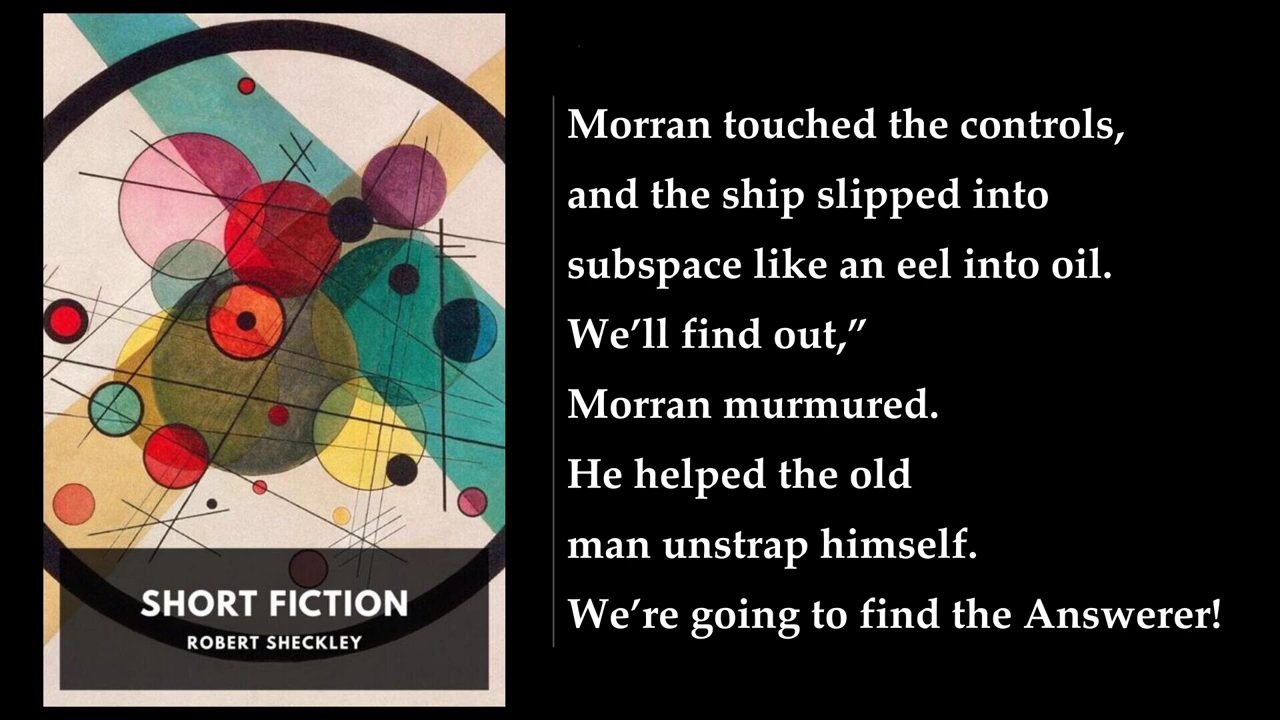 SHORT FICTION
ROBERT SHECKLEY
Morran touched the controls,
and the ship slipped into
subspace like an eel into oil.
We’ll find out,”
Morran murmured.
He helped the old
man unstrap himself.
We’re going to find the Answerer!